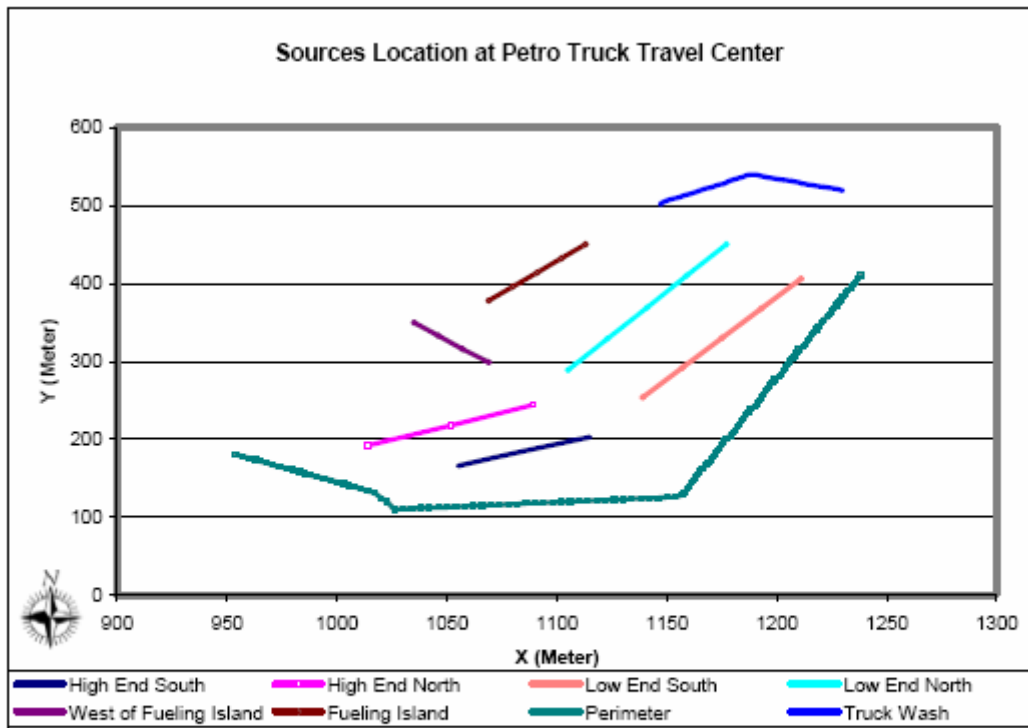 Sources Location at Petro Truck Travel Center
600
500
400
300
200
100
0
Y (Meter)
N
900 950 1000 1050 1100 1150 1200 1250 1300
X (Meter)
High End South High End North Low End South Low End North
West of Fueling Island Fueling Island Perimeter Truck Wash